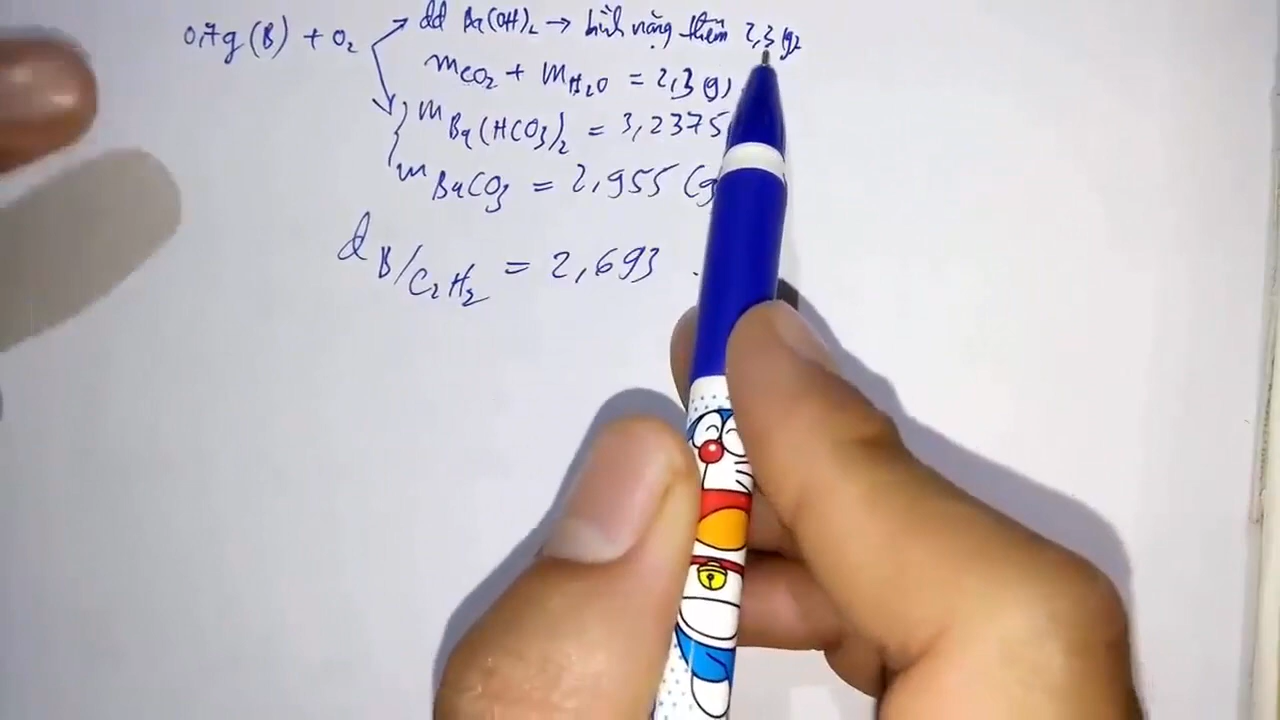 0,7g (B) + O₂ → dd Ba(OH)₂ → bình nặng thêm 2,3 (g)
mCO₂ + mH₂O = 2,3 (g)
mBa(HCO₃)₂ = 3,2375
mBaCO₃ = 2,955 (g
d B/C₂H₂ = 2,693